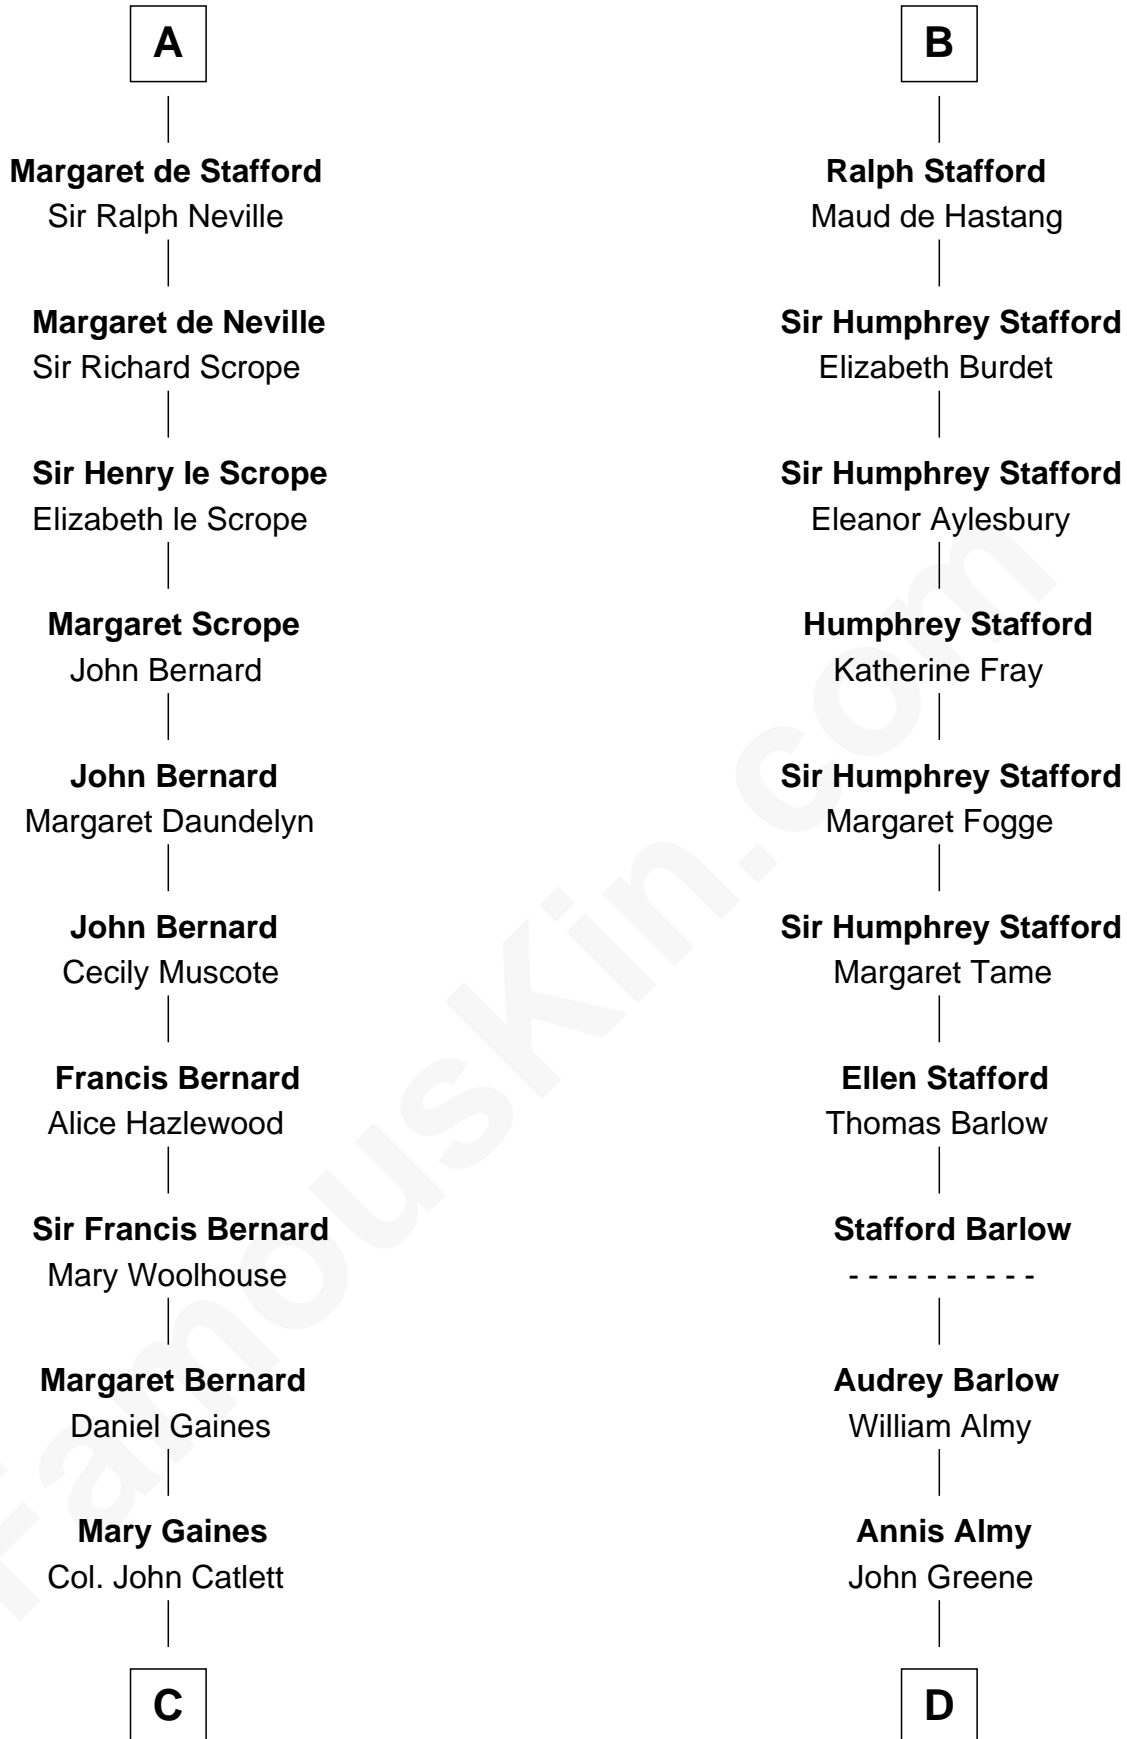 A
Margaret de Stafford
Sir Ralph Neville
Margaret de Neville
Sir Richard Scrope
Sir Henry le Scrope
Elizabeth le Scrope
Margaret Scrope
John Bernard
John Bernard
Margaret Daundelyn
John Bernard
Cecily Muscote
Francis Bernard
Alice Hazlewood
Sir Francis Bernard
Mary Woolhouse
Margaret Bernard
Daniel Gaines
Mary Gaines
Col. John Catlett
C
B
Ralph Stafford
Maud de Hastang
Sir Humphrey Stafford
Elizabeth Burdet
Sir Humphrey Stafford
Eleanor Aylesbury
Humphrey Stafford
Katherine Fray
Sir Humphrey Stafford
Margaret Fogge
Sir Humphrey Stafford
Margaret Tame
Ellen Stafford
Thomas Barlow
Stafford Barlow
- - - - - - - - - -
Audrey Barlow
William Almy
Annis Almy
John Greene
D
FamousKin.com